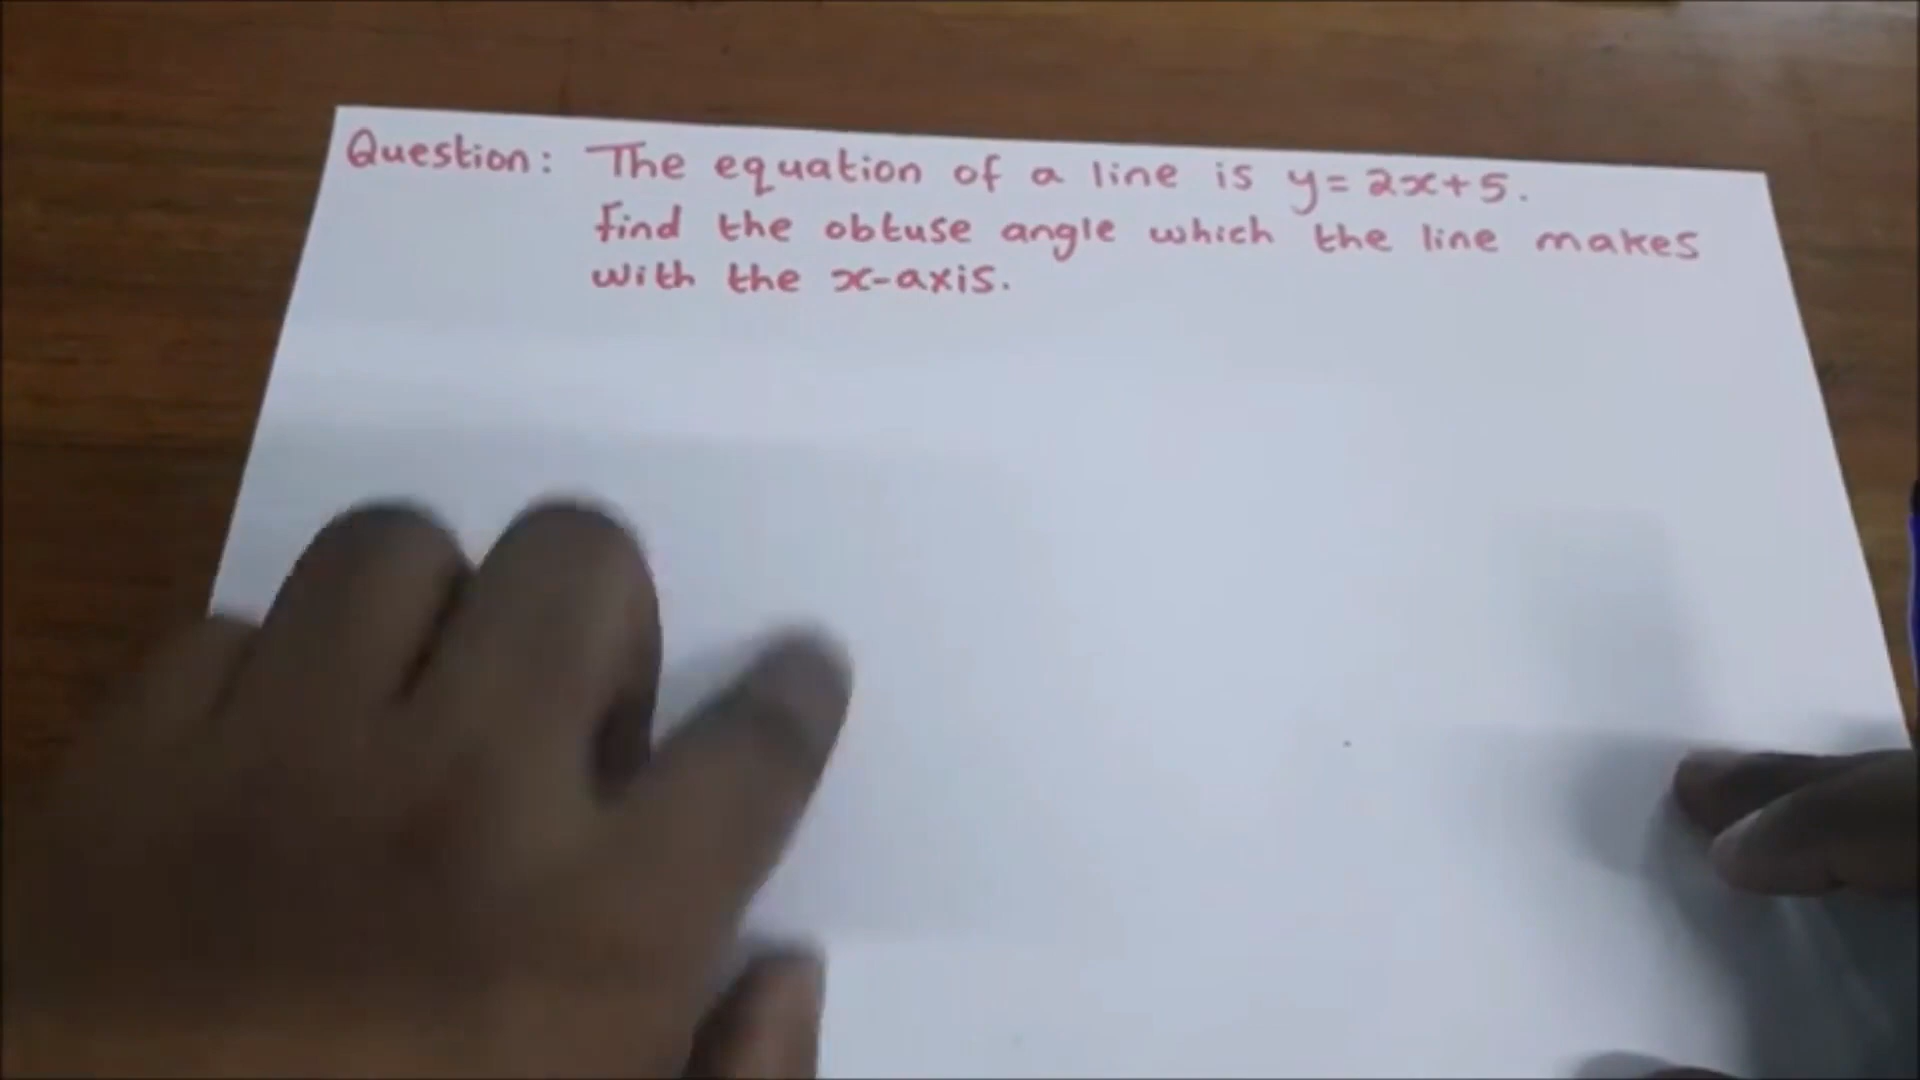 Question: The equation of a line is y=2x+5.
find the obtuse angle which the line makes
with the x-axis.